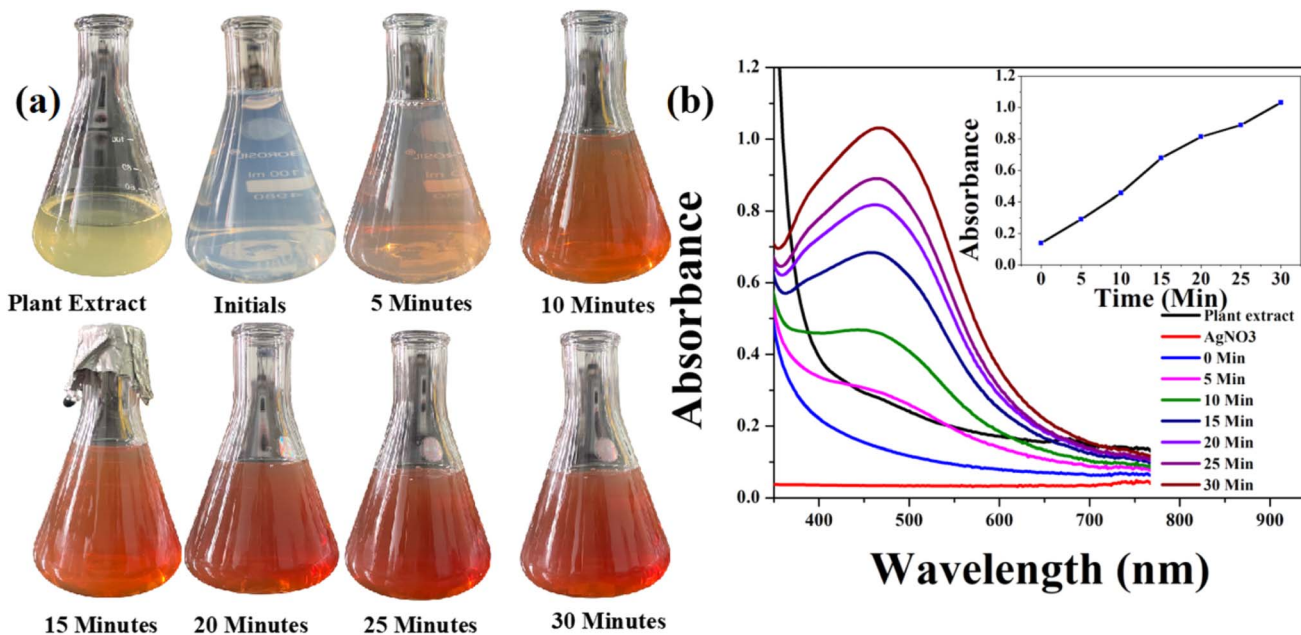 (a)
Plant Extract
Initials
5 Minutes
10 Minutes
15 Minutes
20 Minutes
25 Minutes
30 Minutes
(b)
Absorbance
1.2
1.0
0.8
0.6
0.4
0.2
0.0
400 500 600 700 800 900
Wavelength (nm)
Absorbance
1.2
1.0
0.8
0.6
0.4
0.2
0.0
0 5 10 15 20 25 30
Time (Min)
Plant extract
AgNO3
0 Min
5 Min
10 Min
15 Min
20 Min
25 Min
30 Min